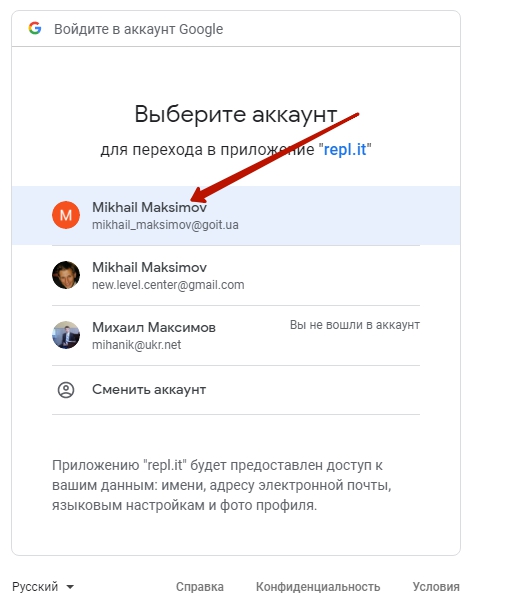 Войдите в аккаунт Google
Выберите аккаунт
для перехода в приложение "repl.it"
M
Mikhail Maksimov
mikhail_maksimov@goit.ua
Mikhail Maksimov
new.level.center@gmail.com
Михаил Максимов
Вы не вошли в аккаунт
mihanik@ukr.net
Сменить аккаунт
Приложению "repl.it" будет предоставлен доступ к
вашим данным: имени, адресу электронной почты,
языковым настройкам и фото профиля.
Русский
Справка
Конфиденциальность
Условия